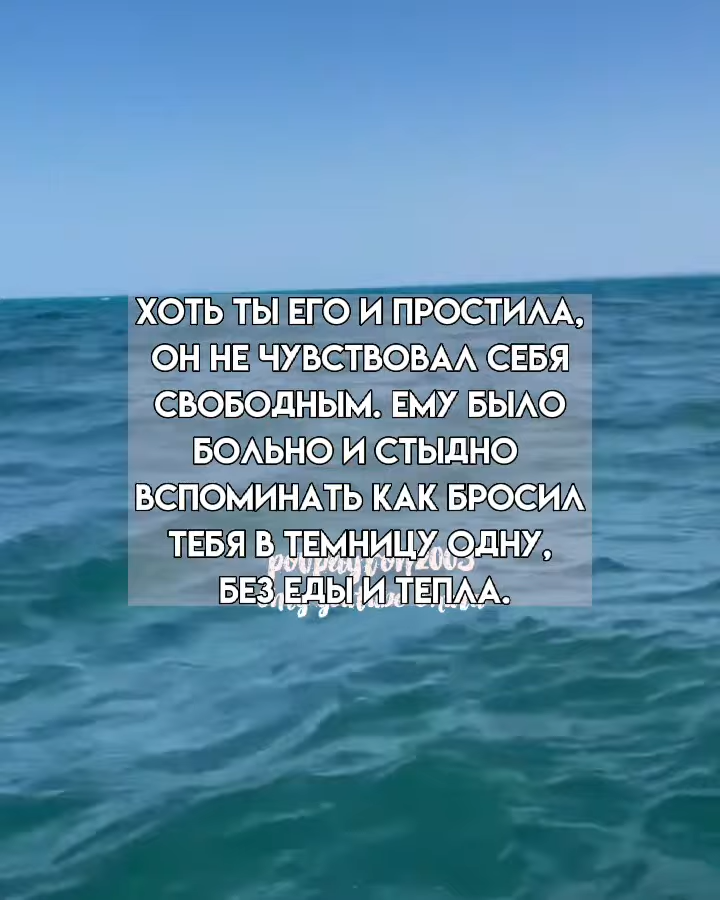 ХОТЬ ТЫ ЕГО И ПРОСТИЛА,
ОН НЕ ЧУВСТВОВАЛ СЕБЯ
СВОБОДНЫМ. ЕМУ БЫЛО
БОЛЬНО И СТЫДНО
ВСПОМИНАТЬ КАК БРОСИЛ
ТЕБЯ В ТЕМНИЦУ ОДНУ,
БЕЗ ЕДЫ И ТЕПЛА.